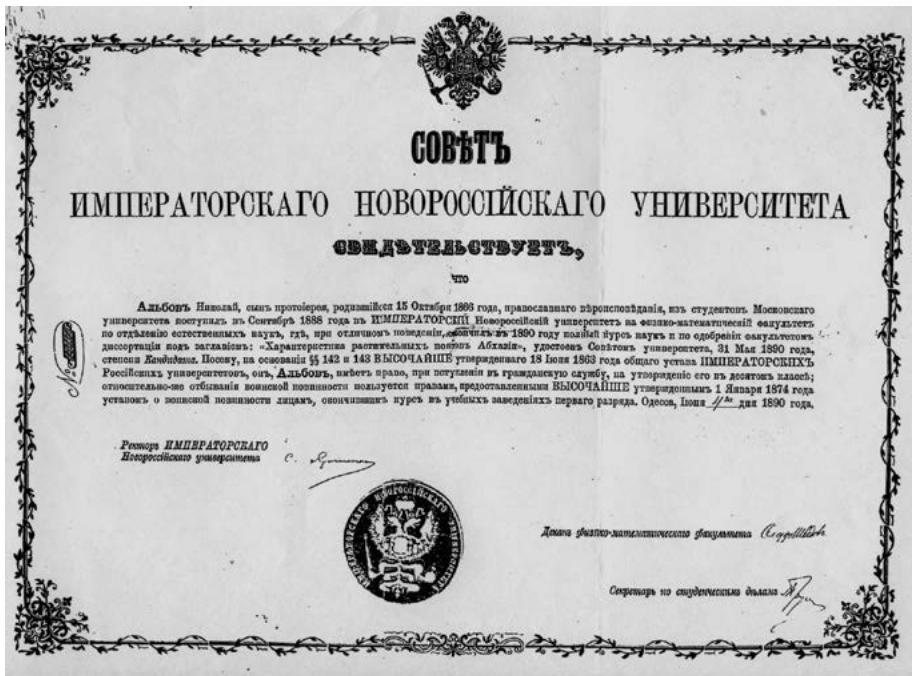 СОВѢТЪ
ИМПЕРАТОРСКАГО НОВОРОССІЙСКАГО УНИВЕРСИТЕТА
СВИДѢТЕЛЬСТВУЕТЪ,
что
Альбовъ Николай, сынъ протоіерея, родившійся 15 Октября 1866 года, православнаго вѣроисповѣданія, изъ студентовъ Московскаго
университета поступилъ въ Сентябрѣ 1888 года въ ИМПЕРАТОРСКІЙ Новороссійскій университетъ на физико-математическій факультетъ
по отдѣленію естественныхъ наукъ, гдѣ, при отличномъ поведеніи, окончилъ въ 1890 году полный курсъ наукъ и по одобреніи факультетомъ
диссертаціи подъ заглавіемъ: «Характеристика растительныхъ поясовъ Абхазіи», удостоенъ Совѣтомъ университета, 31 Мая 1890 года,
степени Кандидата. Посему, на основаніи §§ 142 и 143 ВЫСОЧАЙШЕ утвержденнаго 18 Іюня 1863 года общаго устава ИМПЕРАТОРСКИХЪ
Россійскихъ университетовъ, онъ, Альбовъ, имѣетъ право, при вступленіи въ гражданскую службу, на утвержденіе его въ десятомъ классѣ;
относительно-же отбыванія воинской повинности пользуется правами, предоставленными ВЫСОЧАЙШЕ утвержденнымъ 1 Января 1874 года
уставомъ о воинской повинности лицамъ, окончившимъ курсъ въ учебныхъ заведеніяхъ перваго разряда. Одесса, Іюня дня 1890 года.
№
Ректоръ ИМПЕРАТОРСКАГО
Новороссійскаго университета С.
ИМПЕРАТОРСКАГО НОВОРОССІЙСКАГО УНИВЕРСИТЕТА
Деканъ физико-математическаго факультета
Секретарь по студенческимъ дѣламъ